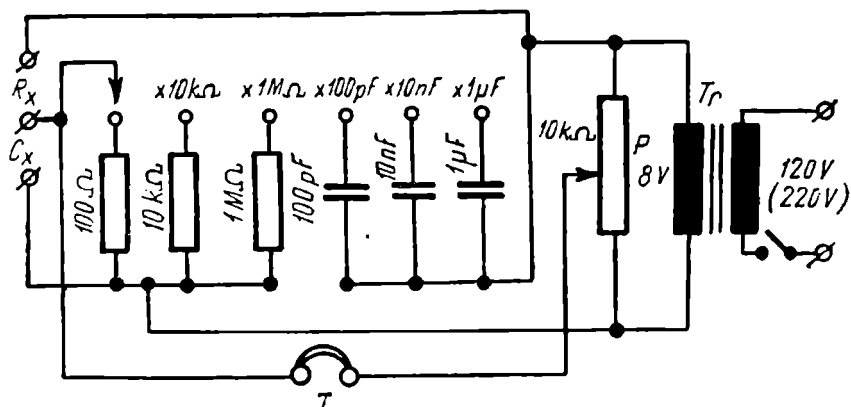 Rx
Cx
x10kΩ
x1MΩ
x100pF
x10nF
x1μF
100Ω
10kΩ
1MΩ
100pF
10nF
1μF
10kΩ
P
8V
Tr
120V
(220V)
T